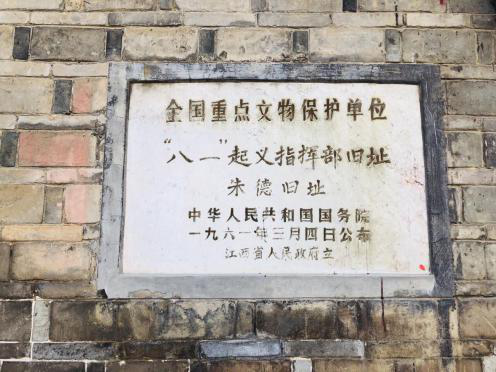 全国重点文物保护单位
“八一”起义指挥部旧址
朱德旧址
中华人民共和国国务院
一九六一年三月四日公布
江西省人民政府立